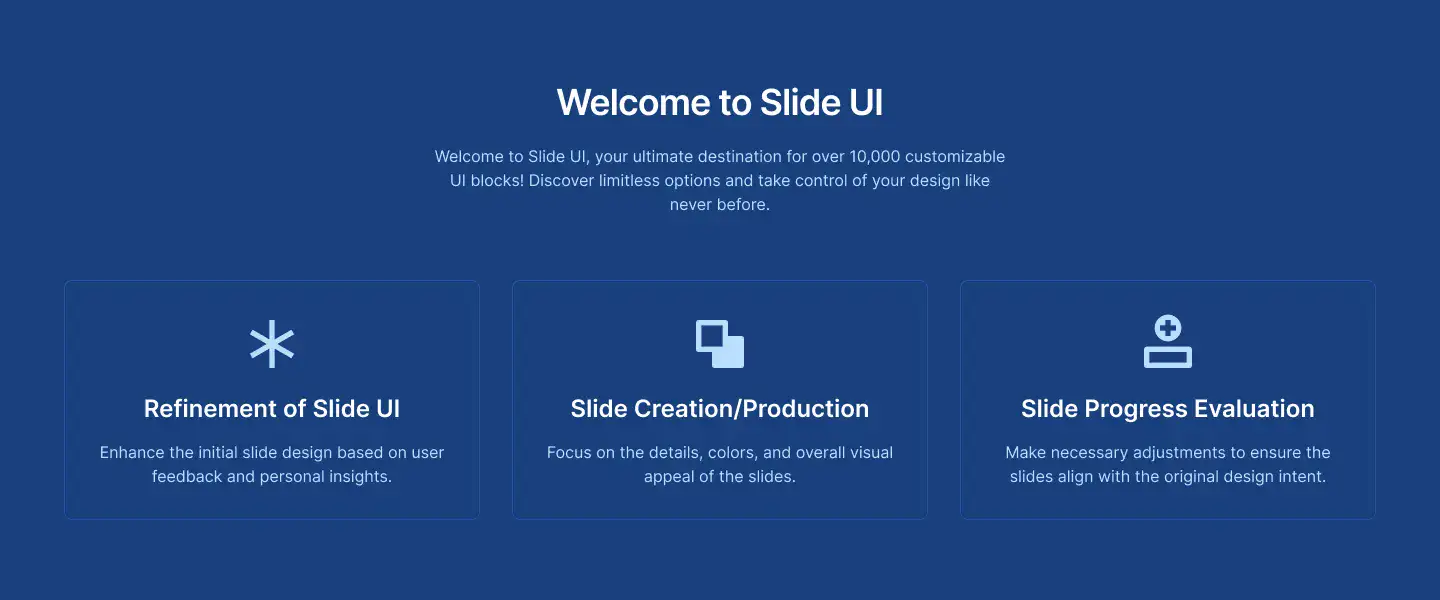 Welcome to Slide UI
Welcome to Slide UI, your ultimate destination for over 10,000 customizable
UI blocks! Discover limitless options and take control of your design like
never before.
Refinement of Slide UI
Enhance the initial slide design based on user
feedback and personal insights.
Slide Creation/Production
Focus on the details, colors, and overall visual
appeal of the slides.
Slide Progress Evaluation
Make necessary adjustments to ensure the
slides align with the original design intent.